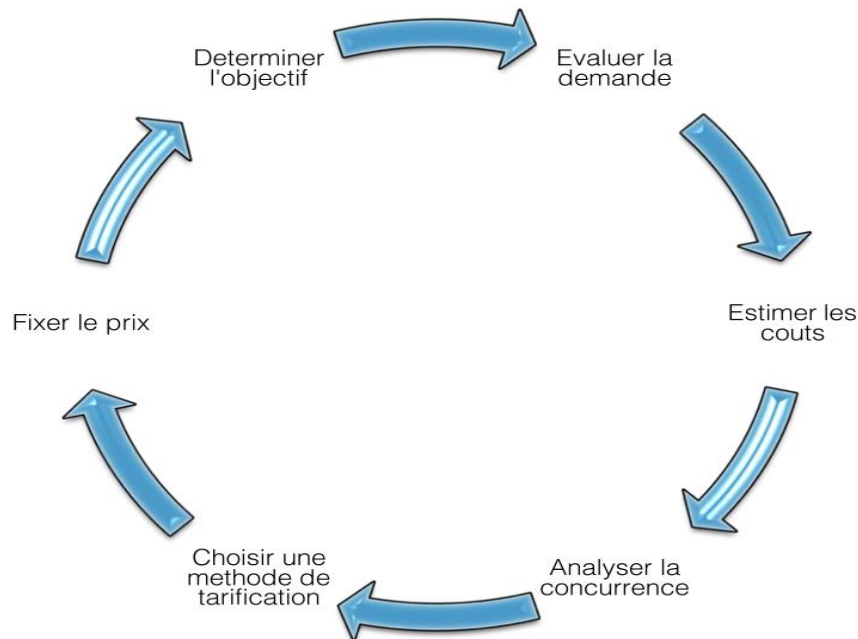 Determiner
l'objectif
Evaluer la
demande
Estimer les
couts
Analyser la
concurrence
Choisir une
methode de
tarification
Fixer le prix